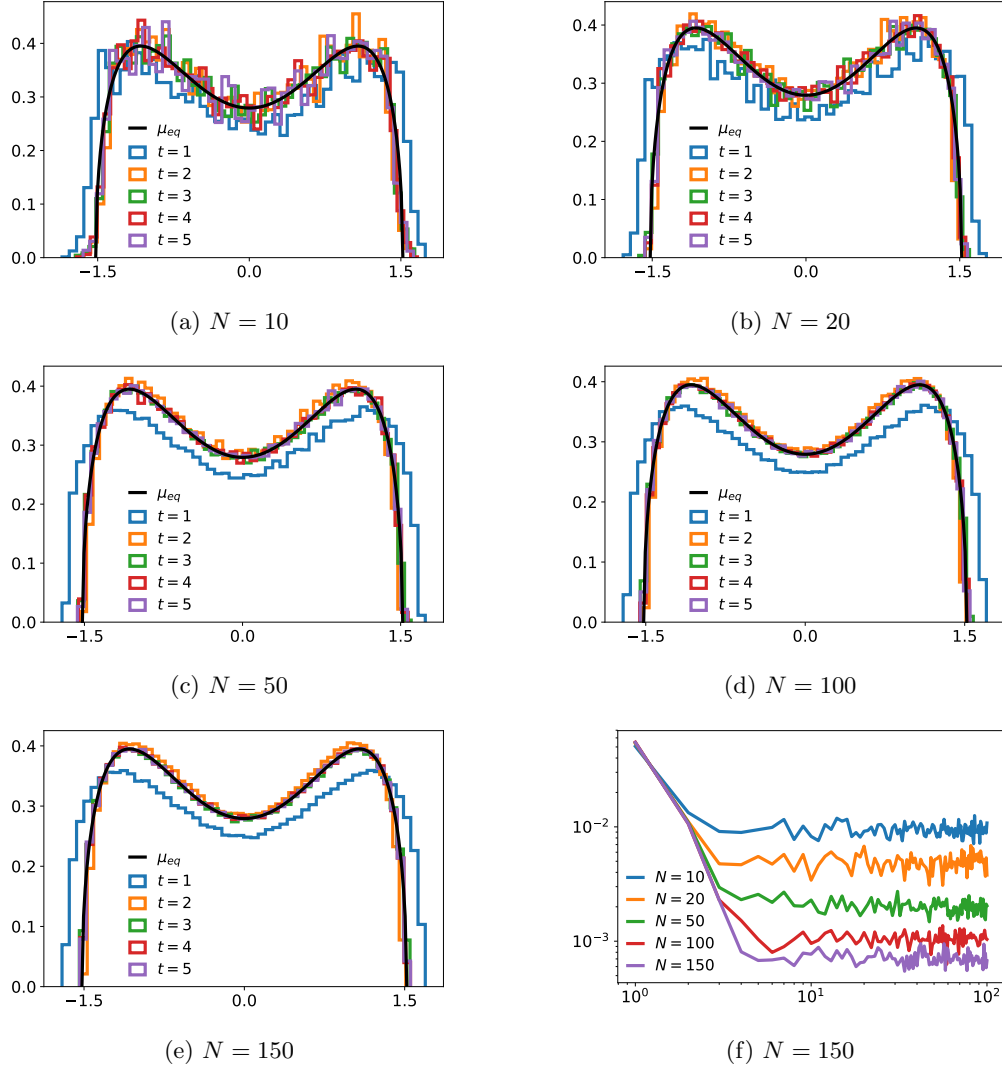 0.4
0.3
0.2
0.1
0.0
−1.5 0.0 1.5
μeq
t = 1
t = 2
t = 3
t = 4
t = 5
(a) N = 10
0.4
0.3
0.2
0.1
0.0
−1.5 0.0 1.5
μeq
t = 1
t = 2
t = 3
t = 4
t = 5
(b) N = 20
0.4
0.3
0.2
0.1
0.0
−1.5 0.0 1.5
μeq
t = 1
t = 2
t = 3
t = 4
t = 5
(c) N = 50
0.4
0.3
0.2
0.1
0.0
−1.5 0.0 1.5
μeq
t = 1
t = 2
t = 3
t = 4
t = 5
(d) N = 100
0.4
0.3
0.2
0.1
0.0
−1.5 0.0 1.5
μeq
t = 1
t = 2
t = 3
t = 4
t = 5
(e) N = 150
10⁻²
10⁻³
10⁰ 10¹ 10²
N = 10
N = 20
N = 50
N = 100
N = 150
(f) N = 150